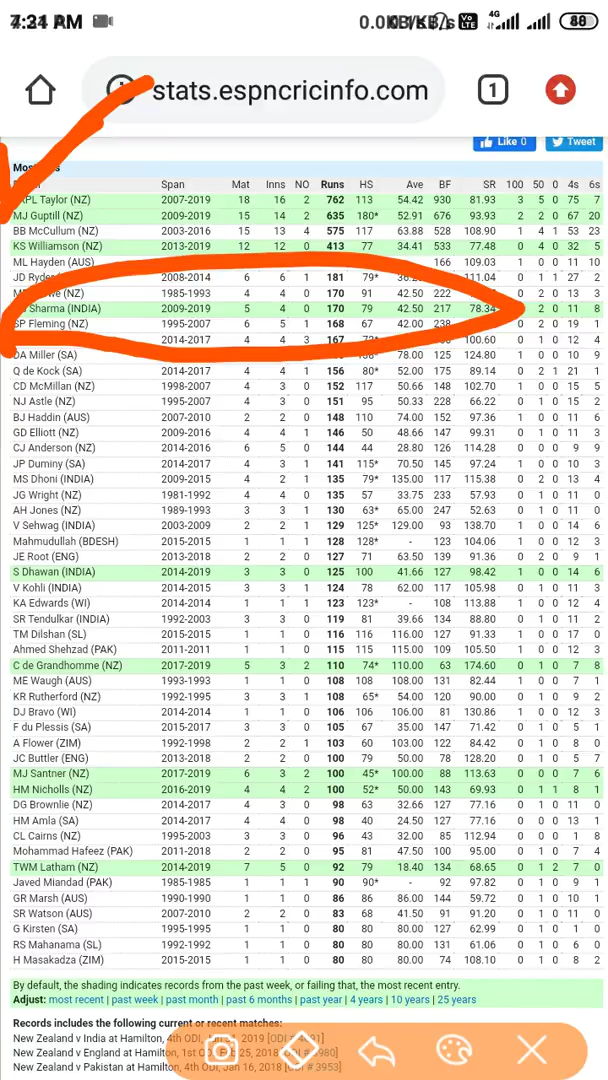 stats.espncricinfo.com
1
Like 0 Tweet
Span Mat Inns NO Runs HS Ave BF SR 100 50 0 4s 6s
Taylor (NZ) 2007-2019 18 16 2 762 113 54.42 930 81.93 3 5 0 75 7
MJ Guptill (NZ) 2009-2019 15 14 2 635 180* 52.91 676 93.93 2 2 0 67 20
BB McCullum (NZ) 2003-2016 15 13 4 575 117 63.88 528 108.90 1 4 1 53 23
KS Williamson (NZ) 2013-2019 12 12 0 413 77 34.41 533 77.48 0 4 0 32 5
ML Hayden (AUS) 166 109.03 1 0 0 11 10
JD Ryder 2008-2014 6 6 1 181 79* 111.04 0 1 1 27 2
(NZ) 1985-1993 4 4 0 170 91 42.50 222 0 2 0 13 3
Sharma (INDIA) 2009-2019 5 4 0 170 79 42.50 217 78.34 0 2 0 11 8
SP Fleming (NZ) 1995-2007 6 5 1 168 67 42.00 238 0 2 0 19 1
2014-2017 4 4 3 167 100.60 0 1 0 12 4
DA Miller (SA) 78.00 125 124.80 1 0 0 10 9
Q de Kock (SA) 2014-2017 4 4 1 156 80* 52.00 175 89.14 0 2 1 21 1
CD McMillan (NZ) 1998-2007 4 3 0 152 117 50.66 148 102.70 1 0 0 15 5
NJ Astle (NZ) 1995-2007 4 3 0 151 95 50.33 228 66.22 0 1 0 15 2
BJ Haddin (AUS) 2007-2010 2 2 0 148 110 74.00 152 97.36 1 0 0 11 6
GD Elliott (NZ) 2009-2016 4 4 1 146 50 48.66 147 99.31 0 1 0 11 3
CJ Anderson (NZ) 2014-2016 6 5 0 144 44 28.80 126 114.28 0 0 0 9 9
JP Duminy (SA) 2014-2017 4 3 1 141 115* 70.50 145 97.24 1 0 0 10 3
MS Dhoni (INDIA) 2009-2019 4 2 1 135 79* 135.00 117 115.38 0 2 0 13 4
JG Wright (NZ) 1981-1992 4 4 0 135 57 33.75 233 57.93 0 1 0 11 0
AH Jones (NZ) 1989-1993 3 3 1 130 63* 65.00 247 52.63 0 1 0 11 0
V Sehwag (INDIA) 2003-2009 2 2 1 129 125* 129.00 93 138.70 1 0 0 14 6
Mahmudullah (BDESH) 2015-2015 1 1 1 128 128* - 123 104.06 1 0 0 12 3
JE Root (ENG) 2013-2018 2 2 0 127 71 63.50 139 91.36 0 2 0 9 1
S Dhawan (INDIA) 2014-2019 3 3 0 125 100 41.66 127 98.42 1 0 0 14 6
V Kohli (INDIA) 2014-2019 3 3 1 124 78 62.00 117 105.98 0 1 0 11 3
KA Edwards (WI) 2014-2014 1 1 1 123 123* - 108 113.88 1 0 0 12 4
SR Tendulkar (INDIA) 1992-2003 3 3 0 119 81 39.66 134 88.80 0 1 0 11 2
TM Dilshan (SL) 2015-2015 1 1 0 116 116 116.00 127 91.33 1 0 0 17 0
Ahmed Shehzad (PAK) 2011-2011 1 1 0 115 115 115.00 109 105.50 1 0 0 12 3
C de Grandhomme (NZ) 2017-2019 5 3 2 110 74* 110.00 63 174.60 0 1 0 7 8
ME Waugh (AUS) 1993-1993 1 1 0 108 108 108.00 131 82.44 1 0 0 7 1
KR Rutherford (NZ) 1992-1995 3 3 1 108 65* 54.00 120 90.00 0 1 0 9 2
DJ Bravo (WI) 2014-2014 1 1 0 106 106 106.00 81 130.86 1 0 0 12 3
F du Plessis (SA) 2015-2017 3 3 0 105 67 35.00 147 71.42 0 1 0 5 1
A Flower (ZIM) 1992-1998 2 2 1 103 60 103.00 122 84.42 0 1 0 8 0
JC Buttler (ENG) 2013-2018 2 2 0 100 79 50.00 78 128.20 0 1 0 5 7
MJ Santner (NZ) 2017-2019 6 3 2 100 45* 100.00 88 113.63 0 0 0 7 6
HM Nicholls (NZ) 2016-2019 4 4 2 100 52* 50.00 143 69.93 0 1 1 8 1
DG Brownlie (NZ) 2014-2017 4 3 0 98 63 32.66 127 77.16 0 1 0 11 0
HM Amla (SA) 2014-2017 4 4 0 98 40 24.50 127 77.16 0 0 0 13 1
CL Cairns (NZ) 1995-2003 3 3 0 96 43 32.00 85 112.94 0 0 0 1 8
Mohammad Hafeez (PAK) 2011-2018 2 2 0 95 81 47.50 100 95.00 0 1 0 7 4
TWM Latham (NZ) 2014-2019 7 5 0 92 79 18.40 134 68.65 0 1 2 7 0
Javed Miandad (PAK) 1985-1985 1 1 1 90 90* - 92 97.82 0 1 0 9 1
GR Marsh (AUS) 1990-1990 1 1 0 86 86 86.00 144 59.72 0 1 0 10 1
SR Watson (AUS) 2007-2010 2 2 0 83 68 41.50 91 91.20 0 1 0 11 0
G Kirsten (SA) 1995-1995 1 1 0 80 80 80.00 127 62.99 0 1 0 1 0
RS Mahanama (SL) 1992-1992 1 1 0 80 80 80.00 131 61.06 0 1 0 6 0
H Masakadza (ZIM) 2015-2015 1 1 0 80 80 80.00 74 108.10 0 1 0 8 2
By default, the shading indicates records from the past week, or failing that, the most recent entry.
Adjust: most recent | past week | past month | past 6 months | past year | 4 years | 10 years | 25 years
Records includes the following current or recent matches:
New Zealand v India at Hamilton, 4th ODI, 2019 [ODI
New Zealand v England at Hamilton, 1st Feb 25, 2018
New Zealand v Pakistan at Hamilton, 4th ODI, Jan 16, 2018 [ODI # 3953]